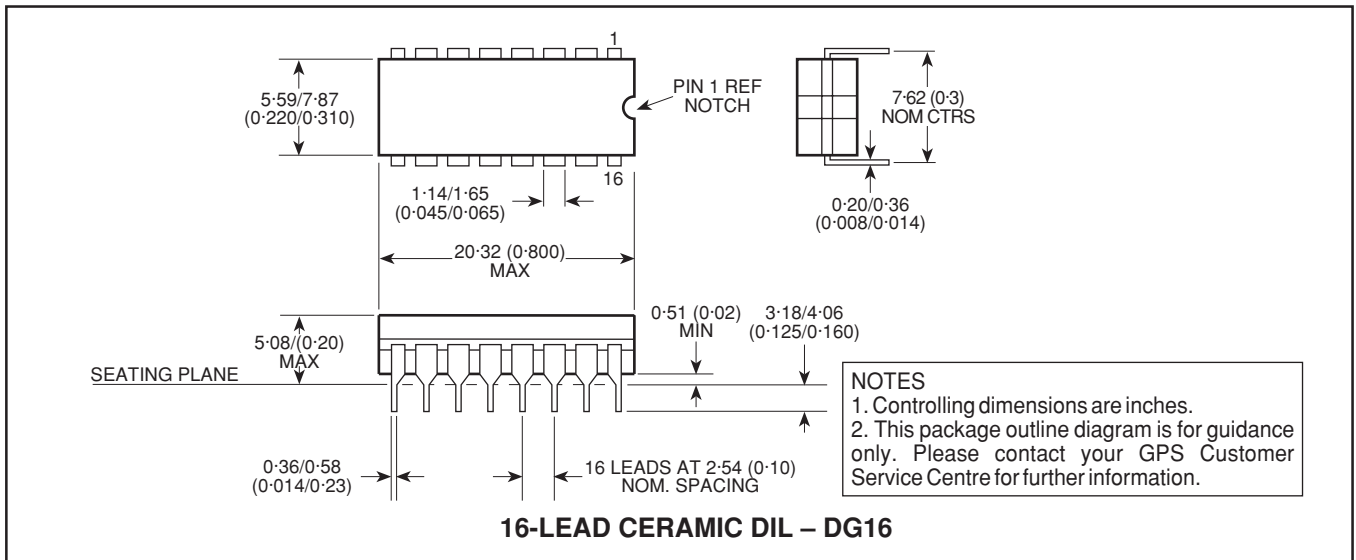 1
5·59/7·87
(0·220/0·310)
PIN 1 REF
NOTCH
7·62 (0·3)
NOM CTRS
16
1·14/1·65
(0·045/0·065)
0·20/0·36
(0·008/0·014)
20·32 (0·800)
MAX
5·08/(0·20)
MAX
SEATING PLANE
0·51 (0·02)
MIN
3·18/4·06
(0·125/0·160)
0·36/0·58
(0·014/0·23)
16 LEADS AT 2·54 (0·10)
NOM. SPACING
NOTES
1. Controlling dimensions are inches.
2. This package outline diagram is for guidance
only. Please contact your GPS Customer
Service Centre for further information.
16-LEAD CERAMIC DIL – DG16